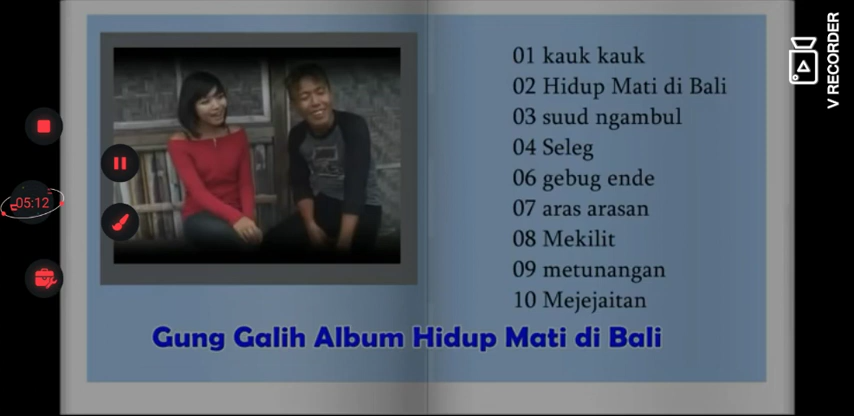 01 kauk kauk
02 Hidup Mati di Bali
03 suud ngambul
04 Seleg
06 gebug ende
07 aras arasan
08 Mekilit
09 metunangan
10 Mejejaitan
Gung Galih Album Hidup Mati di Bali
05:12
V RECORDER